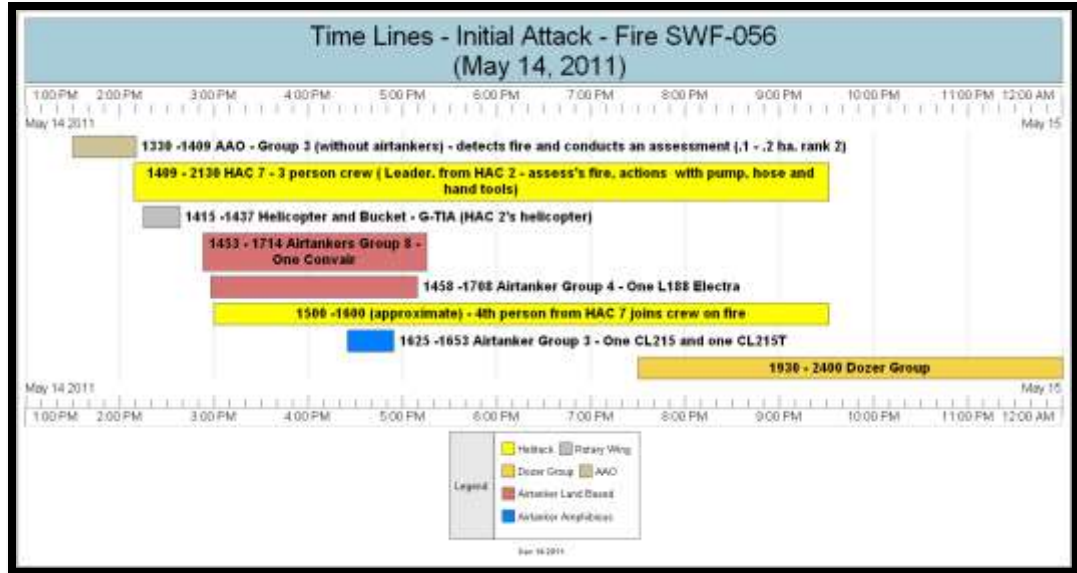 Time Lines - Initial Attack - Fire SWF-056
(May 14, 2011)
1:00 PM 2:00 PM 3:00 PM 4:00 PM 5:00 PM 6:00 PM 7:00 PM 8:00 PM 9:00 PM 10:00 PM 11:00 PM 12:00 AM
May 14 2011 May 15
1330 -1409 AAO - Group 3 (without airtankers) - detects fire and conducts an assessment (.1 - .2 ha. rank 2)
1409 - 2130 HAC 7 - 3 person crew ( Leader. from HAC 2 - assess's fire, actions with pump, hose and
hand tools)
1415 -1437 Helicopter and Bucket - G-TIA (HAC 2's helicopter)
1453 - 1714 Airtankers Group 8 -
One Convair
1458 -1708 Airtanker Group 4 - One L188 Electra
1500 -1600 (approximate) - 4th person from HAC 7 joins crew on fire
1625 -1653 Airtanker Group 3 - One CL215 and one CL215T
1930 - 2400 Dozer Group
May 14 2011 May 15
1:00 PM 2:00 PM 3:00 PM 4:00 PM 5:00 PM 6:00 PM 7:00 PM 8:00 PM 9:00 PM 10:00 PM 11:00 PM 12:00 AM
Legend
Helitack Rotary Wing
Dozer Group AAO
Airtanker Land Based
Airtanker Amphibious